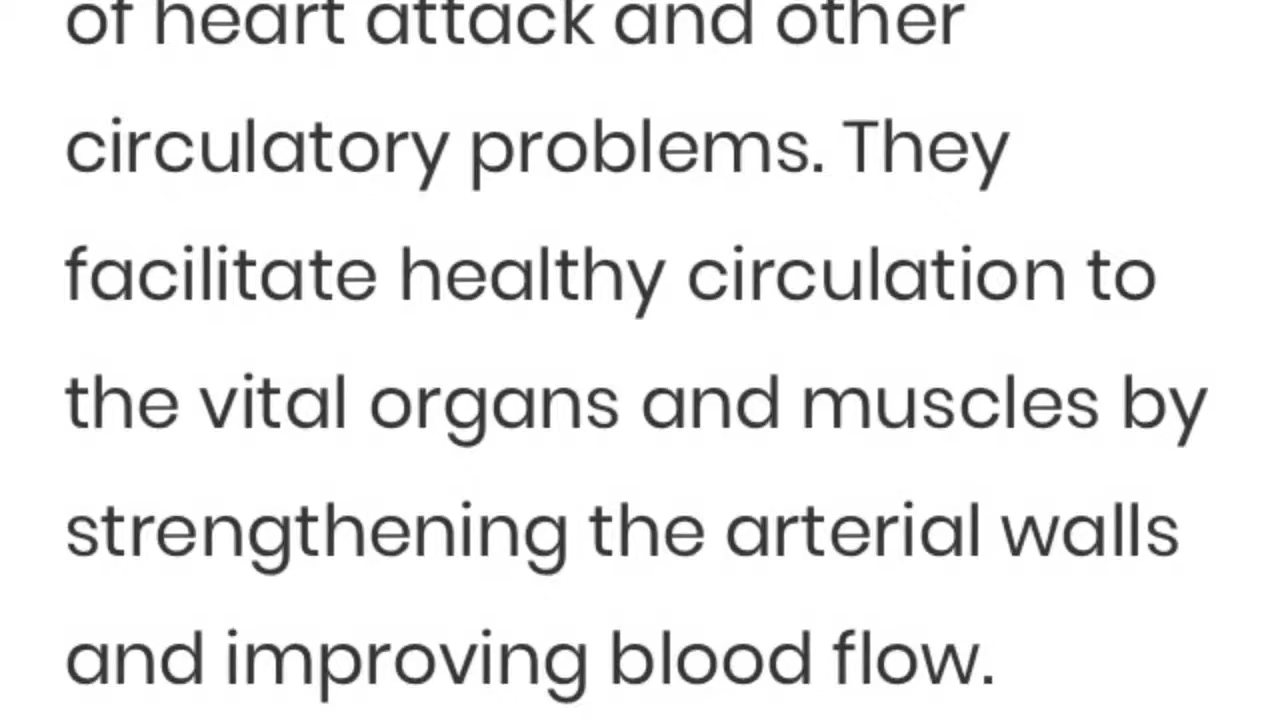 of heart attack and other
circulatory problems. They
facilitate healthy circulation to
the vital organs and muscles by
strengthening the arterial walls
and improving blood flow.